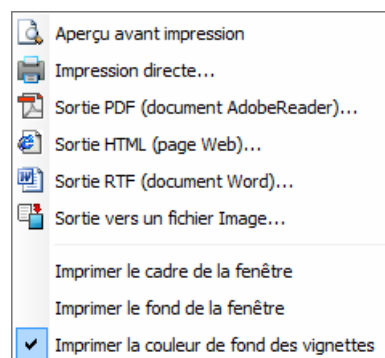 Aperçu avant impression
Impression directe...
Sortie PDF (document AdobeReader)...
Sortie HTML (page Web)...
Sortie RTF (document Word)...
Sortie vers un fichier Image...
Imprimer le cadre de la fenêtre
Imprimer le fond de la fenêtre
Imprimer la couleur de fond des vignettes